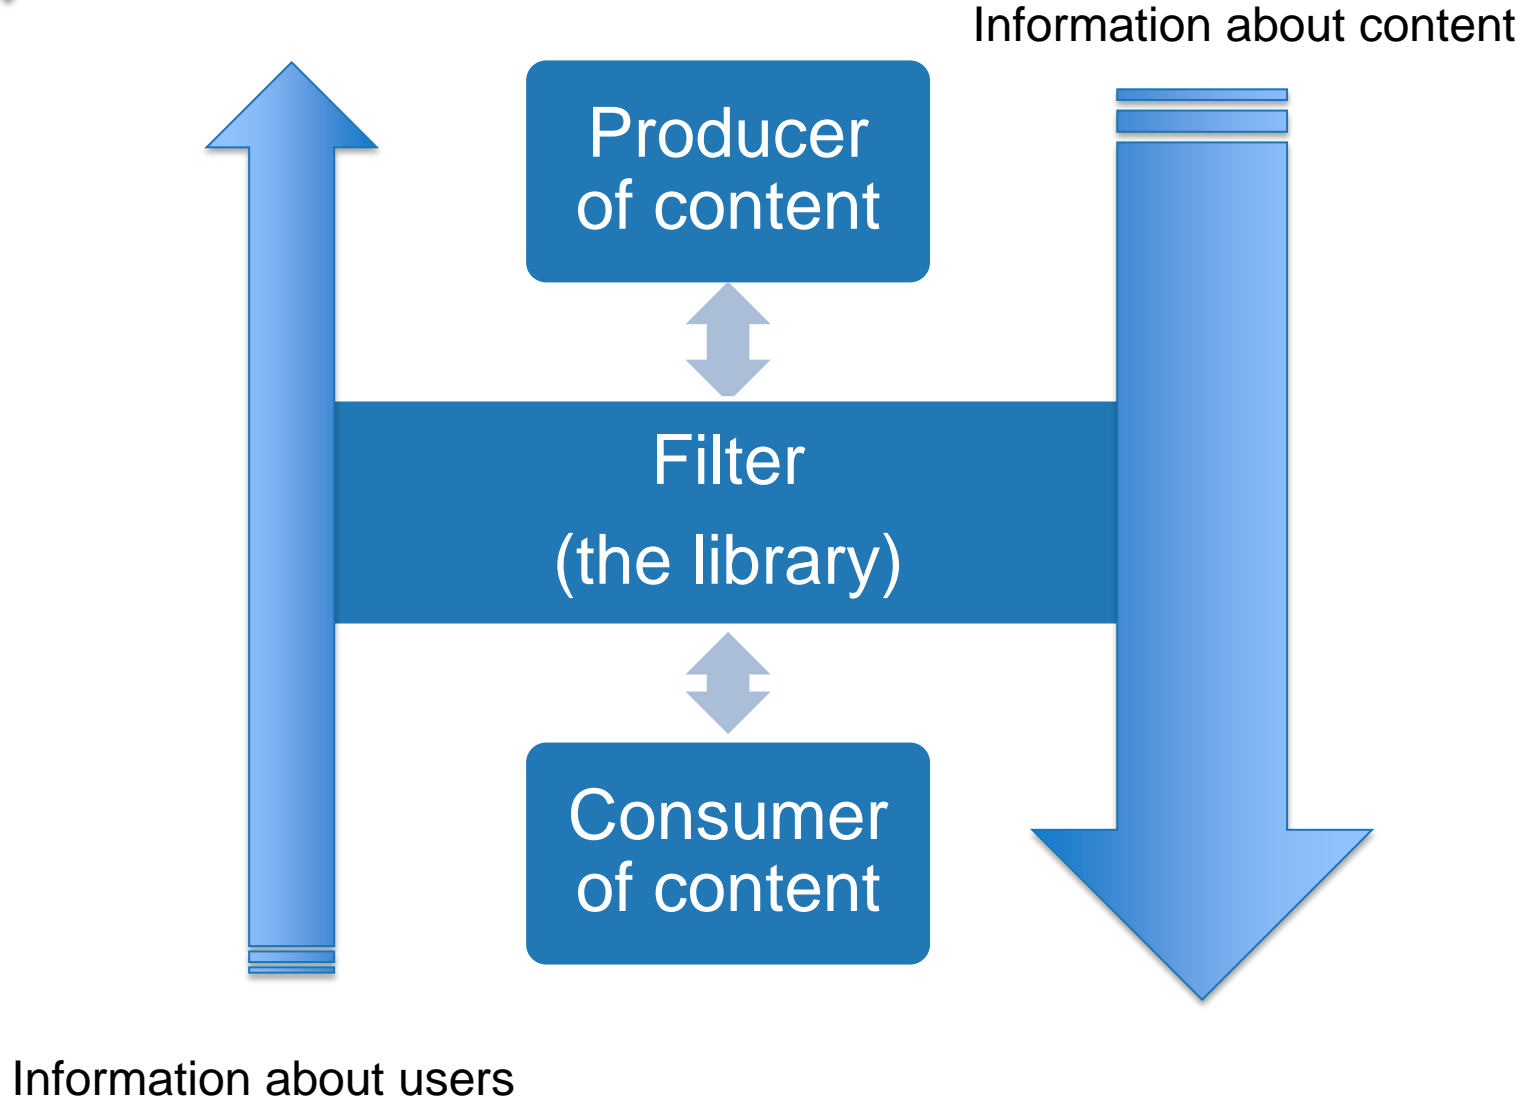 Information about content
Producer
of content
Filter
(the library)
Consumer
of content
Information about users